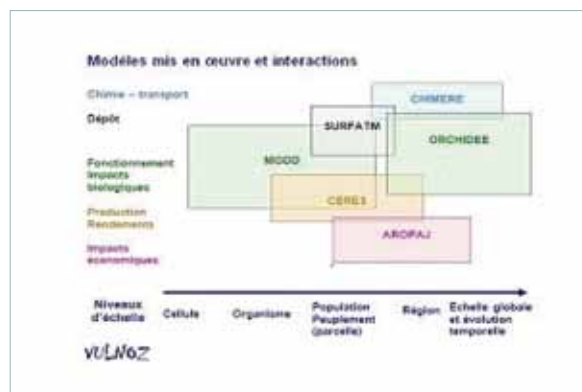 Modèles mis en œuvre et interactions
Chimie – transport
CHIMERE
Dépôt
SURFATM
ORCHIDEE
Fonctionnement
Impacts
biologiques
MODD
CERES
Production
Rendements
AROPAJ
Impacts
économiques
Niveaux
d'échelle
Cellule
Organisme
Population
Peuplement
(parcelle)
Région
Echelle globale
et évolution
temporelle
VULNOZ